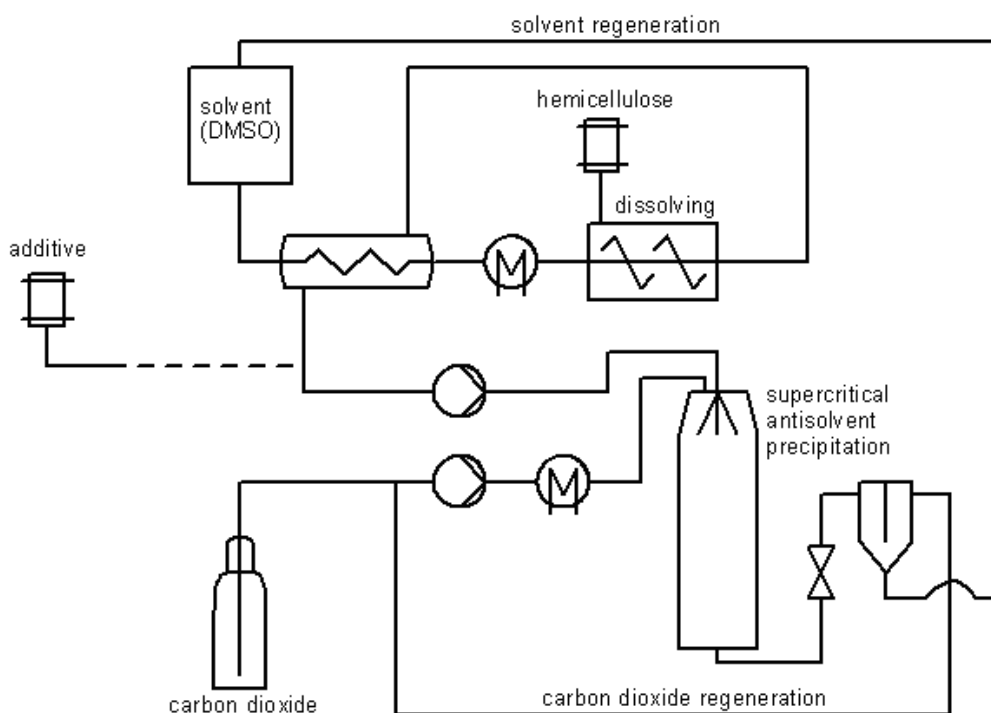 solvent regeneration
solvent
(DMSO)
hemicellulose
dissolving
additive
supercritical
antisolvent
precipitation
carbon dioxide
carbon dioxide regeneration